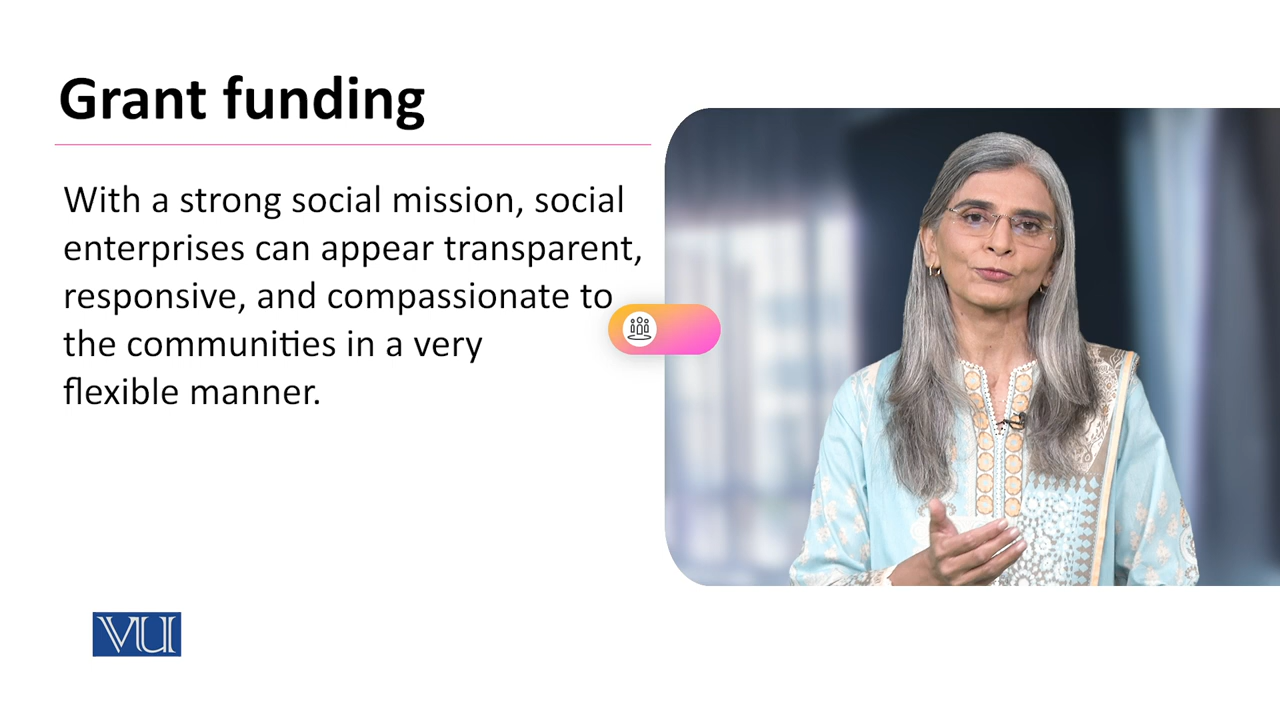 Grant funding
With a strong social mission, social
enterprises can appear transparent,
responsive, and compassionate to
the communities in a very
flexible manner.
VU